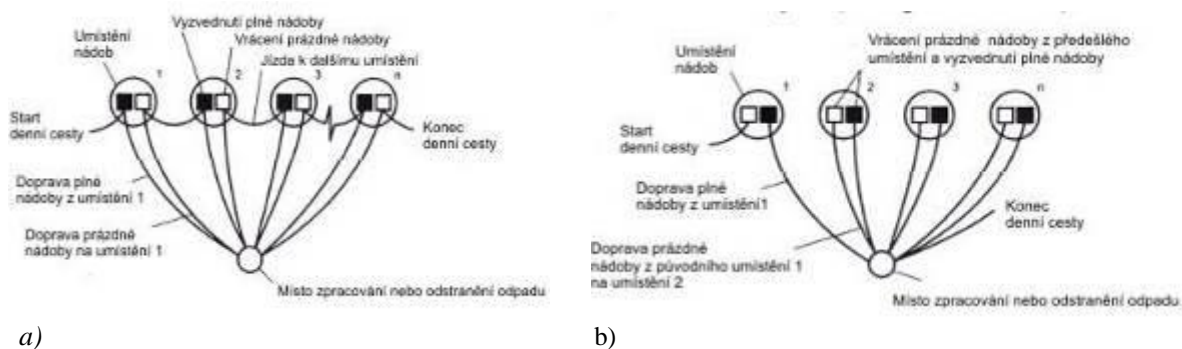 Vyzvednutí plné nádoby
Umístění
nádob
Vrácení prázdné nádoby
Jízda k dalšímu umístění
1
2
3
n
Start
denní cesty
Konec
denní cesty
Doprava plné
nádoby z umístění 1
Doprava prázdné
nádoby na umístění 1
Místo zpracování nebo odstranění odpadu
a)
Umístění
nádob
Vrácení prázdné nádoby z předešlého
umístění a vyzvednutí plné nádoby
1
2
3
n
Start
denní cesty
Doprava plné
nádoby z umístění1
Konec
denní cesty
Doprava prázdné
nádoby z původního umístění 1
na umístění 2
Místo zpracování nebo odstranění odpadu
b)